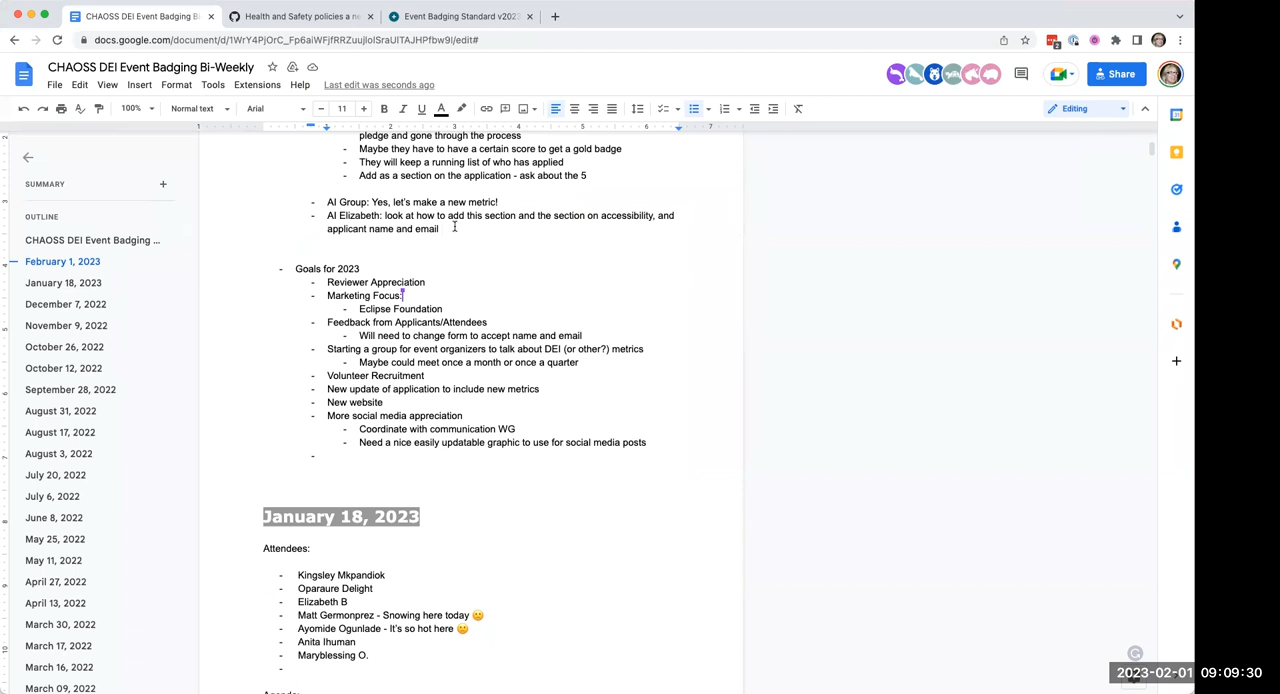 CHAOSS DEI Event Badging Bi
Health and Safety policies a ne
Event Badging Standard v2023
docs.google.com/document/d/1WrY4PjOrC_Fp6aiWFjfRRZuujlolSraUlTAJHPfbw9I/edit#
CHAOSS DEI Event Badging Bi-Weekly
File Edit View Insert Format Tools Extensions Help Last edit was seconds ago
Share
100% Normal text Arial 11 Editing
pledge and gone through the process
- Maybe they have to have a certain score to get a gold badge
- They will keep a running list of who has applied
- Add as a section on the application - ask about the 5
- AI Group: Yes, let's make a new metric!
- AI Elizabeth: look at how to add this section and the section on accessibility, and
applicant name and email
- Goals for 2023
- Reviewer Appreciation
- Marketing Focus:
- Eclipse Foundation
- Feedback from Applicants/Attendees
- Will need to change form to accept name and email
- Starting a group for event organizers to talk about DEI (or other?) metrics
- Maybe could meet once a month or once a quarter
- Volunteer Recruitment
- New update of application to include new metrics
- New website
- More social media appreciation
- Coordinate with communication WG
- Need a nice easily updatable graphic to use for social media posts
-
January 18, 2023
Attendees:
- Kingsley Mkpandiok
- Oparaure Delight
- Elizabeth B
- Matt Germonprez - Snowing here today 🙁
- Ayomide Ogunlade - It's so hot here 🙁
- Anita Ihuman
- Maryblessing O.
-
SUMMARY
OUTLINE
CHAOSS DEI Event Badging ...
February 1, 2023
January 18, 2023
December 7, 2022
November 9, 2022
October 26, 2022
October 12, 2022
September 28, 2022
August 31, 2022
August 17, 2022
August 3, 2022
July 20, 2022
July 6, 2022
June 8, 2022
May 25, 2022
May 11, 2022
April 27, 2022
April 13, 2022
March 30, 2022
March 17, 2022
March 16, 2022
March 09, 2022
2023-02-01 09:09:30